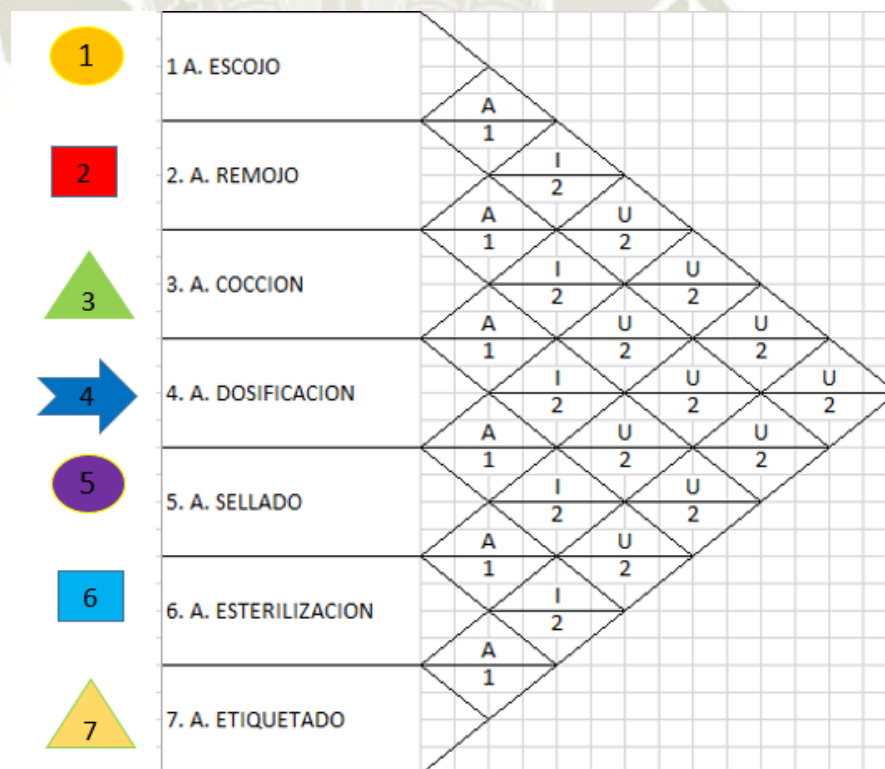 1
1 A. ESCOJO
A
1
2
2. A. REMOJO
I
2
A U
1 2
3
3. A. COCCION
I U
2 2
A U U
1 2 2
4
4. A. DOSIFICACION
I U U
2 2 2
A U U
1 2 2
5
5. A. SELLADO
I U
2 2
A U
1 2
6
6. A. ESTERILIZACION
I
2
A
1
7
7. A. ETIQUETADO